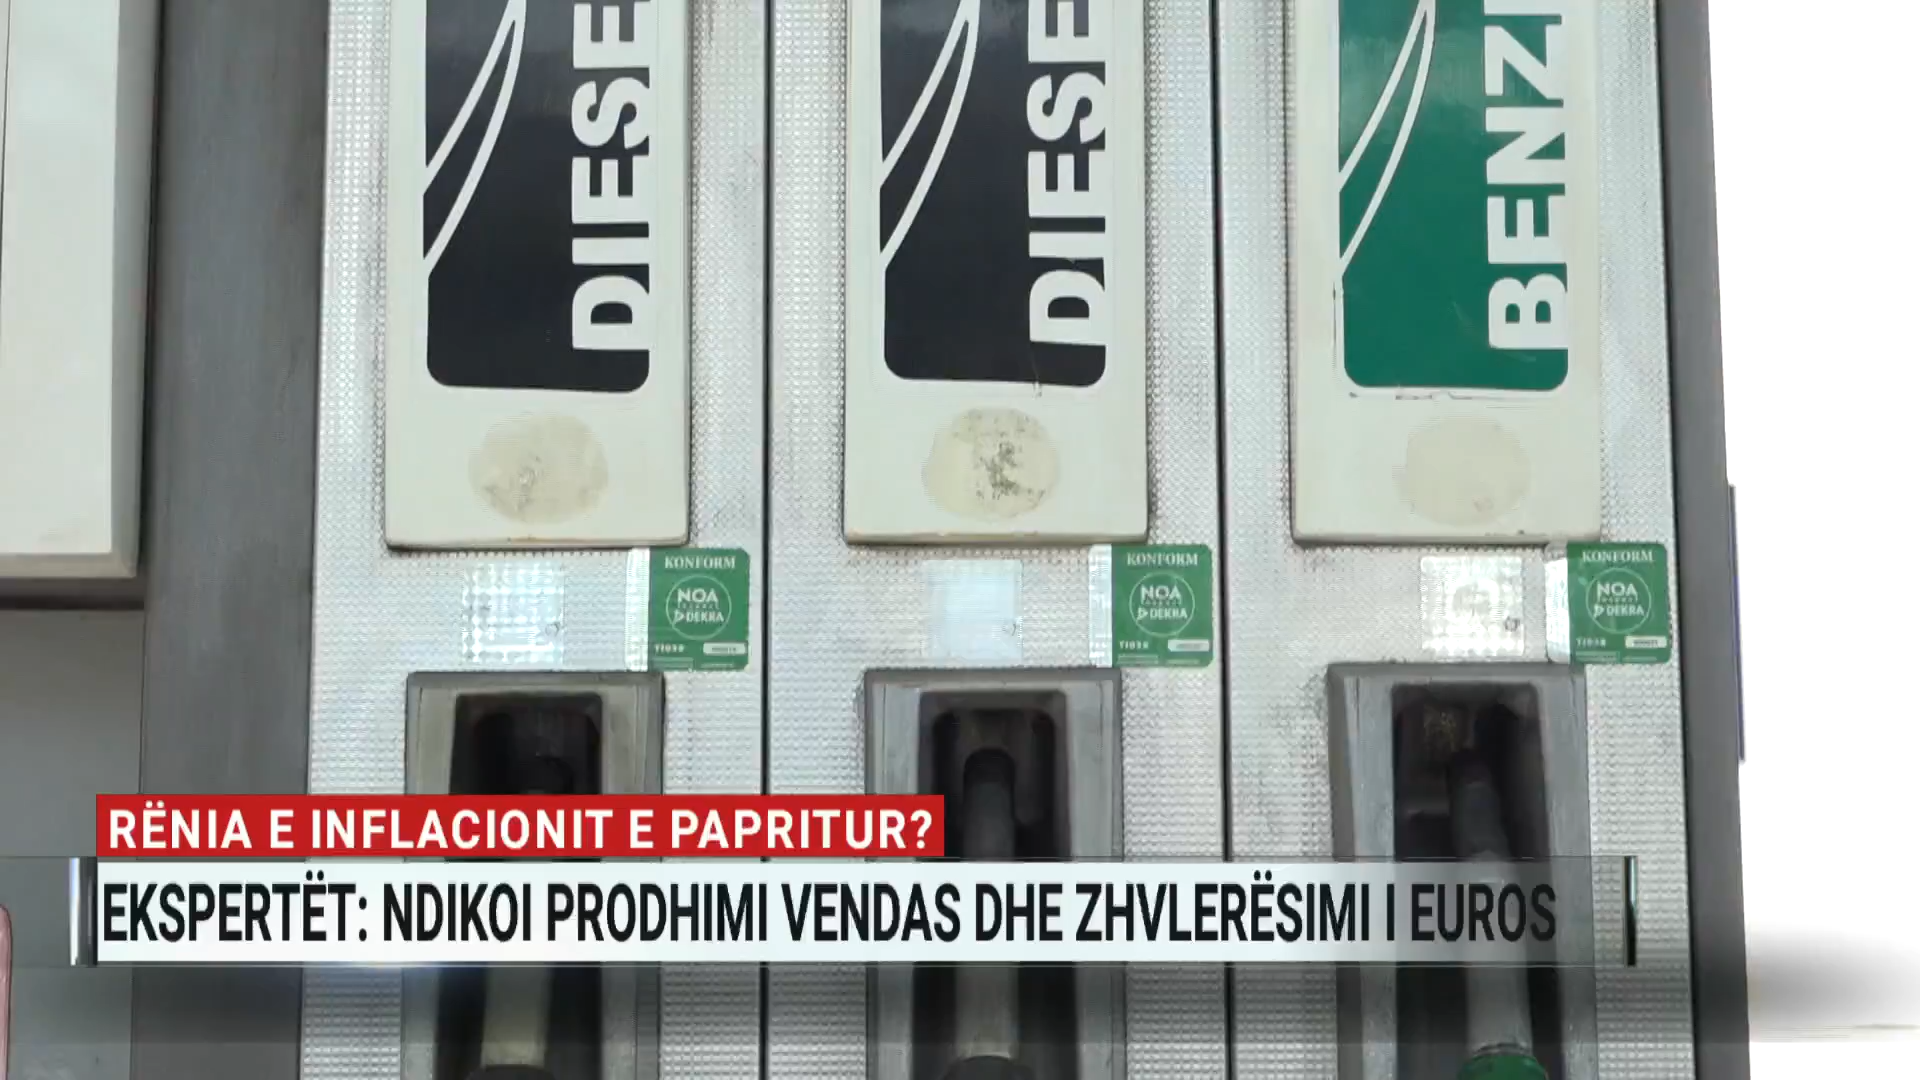 DIESE
DIESE
BENZI
KONFORM
NOA
DEKRA
KONFORM
NOA
DEKRA
KONFORM
NOA
DEKRA
RËNIA E INFLACIONIT E PAPRITUR?
EKSPERTËT: NDIKOI PRODHIMI VENDAS DHE ZHVLERËSIMI I EUROS